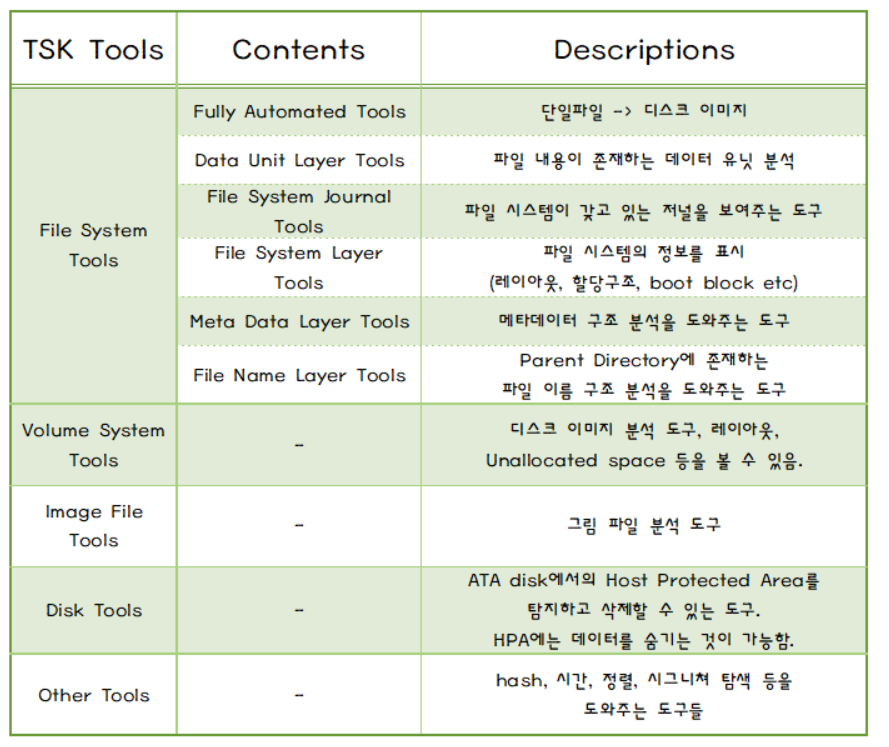 TSK Tools
Contents
Descriptions
File System
Tools
Fully Automated Tools
단일파일 -> 디스크 이미지
Data Unit Layer Tools
파일 내용이 존재하는 데이터 유닛 분석
File System Journal
Tools
파일 시스템이 갖고 있는 저널을 보여주는 도구
File System Layer
Tools
파일 시스템의 정보를 표시
(레이아웃, 할당구조, boot block etc)
Meta Data Layer Tools
메타데이터 구조 분석을 도와주는 도구
File Name Layer Tools
Parent Directory에 존재하는
파일 이름 구조 분석을 도와주는 도구
Volume System
Tools
-
디스크 이미지 분석 도구, 레이아웃,
Unallocated space 등을 볼 수 있음.
Image File
Tools
-
그림 파일 분석 도구
Disk Tools
-
ATA disk에서의 Host Protected Area를
탐지하고 삭제할 수 있는 도구.
HPA에는 데이터를 숨기는 것이 가능함.
Other Tools
-
hash, 시간, 정렬, 시그니쳐 탐색 등을
도와주는 도구들